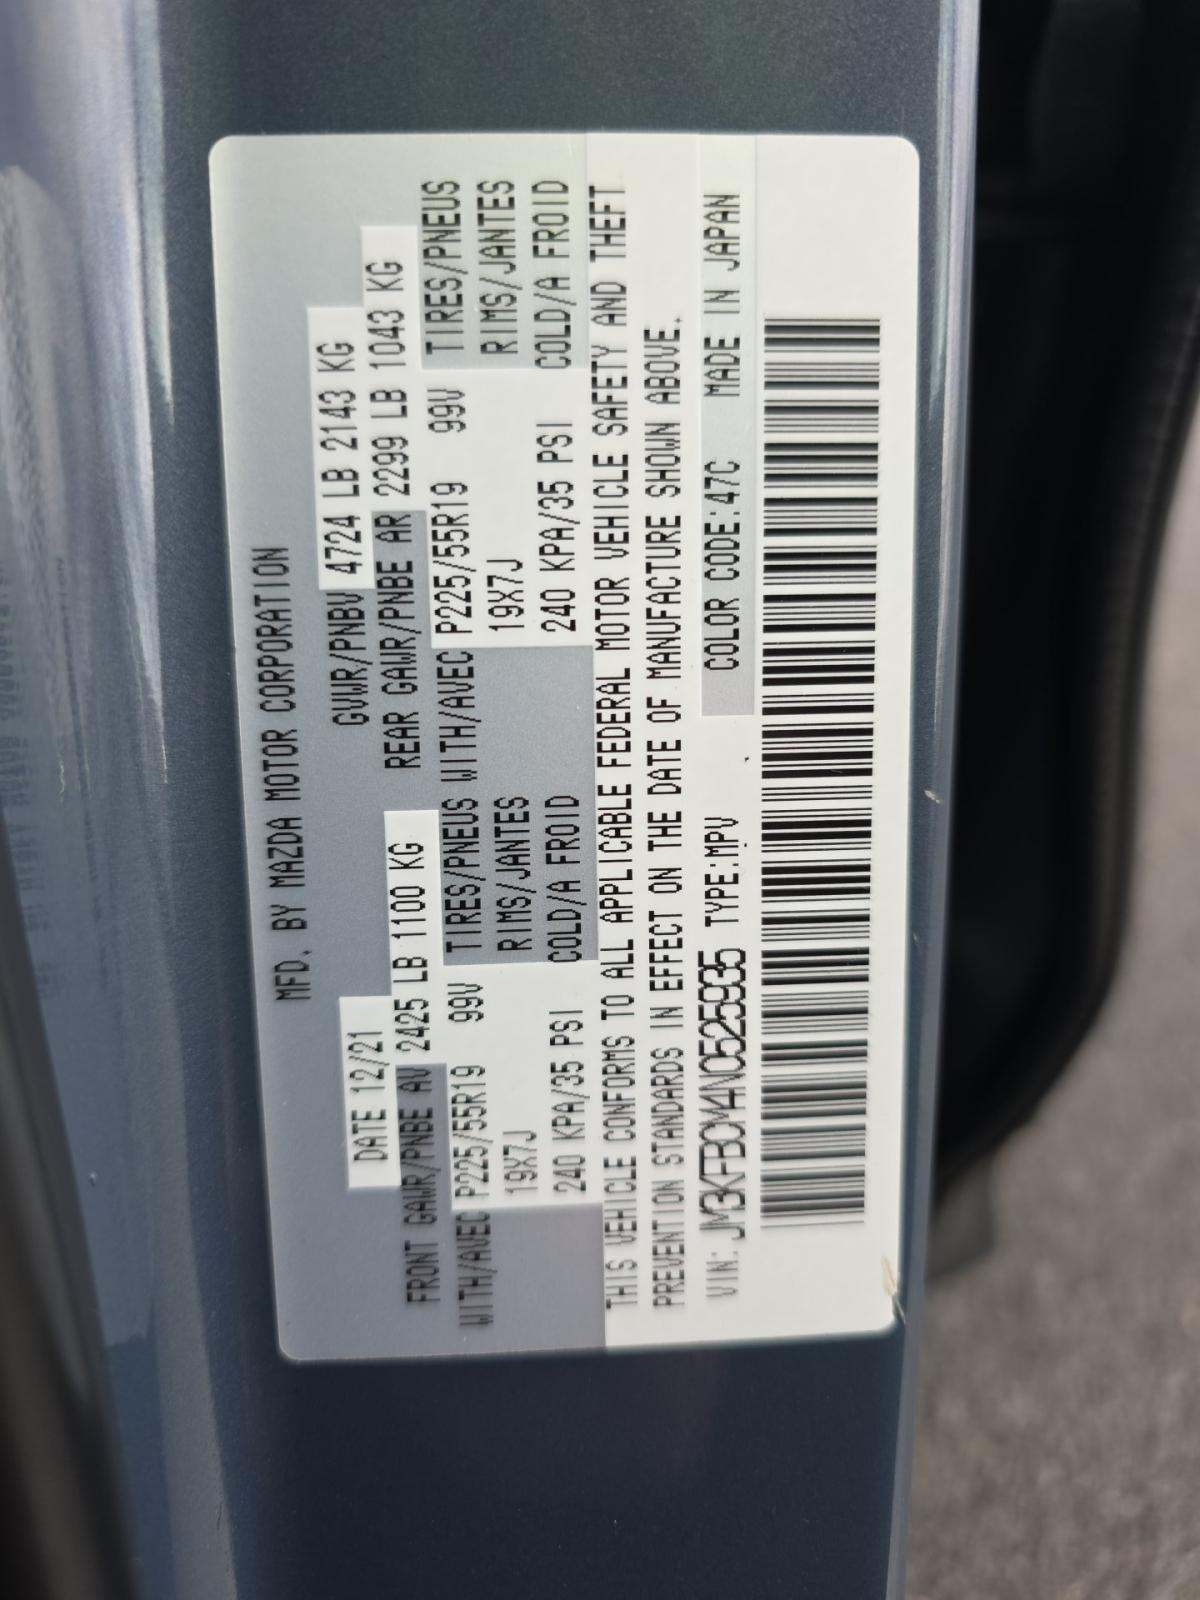 MFD. BY MAZDA MOTOR CORPORATION
DATE 12/21 GVWR/PNBV 4724 LB 2143 KG
FRONT GAWR/PNBE AV 2425 LB 1100 KG REAR GAWR/PNBE AR 2299 LB 1043 KG
WITH/AVEC P225/55R19 99V TIRES/PNEUS WITH/AVEC P225/55R19 99V TIRES/PNEUS
19X7J RIMS/JANTES 19X7J RIMS/JANTES
240 KPA/35 PSI COLD/A FROID 240 KPA/35 PSI COLD/A FROID
THIS VEHICLE CONFORMS TO ALL APPLICABLE FEDERAL MOTOR VEHICLE SAFETY AND THEFT
PREVENTION STANDARDS IN EFFECT ON THE DATE OF MANUFACTURE SHOWN ABOVE.
VIN: JM3KFBCM4N0525935 TYPE:MPV COLOR CODE:47C MADE IN JAPAN